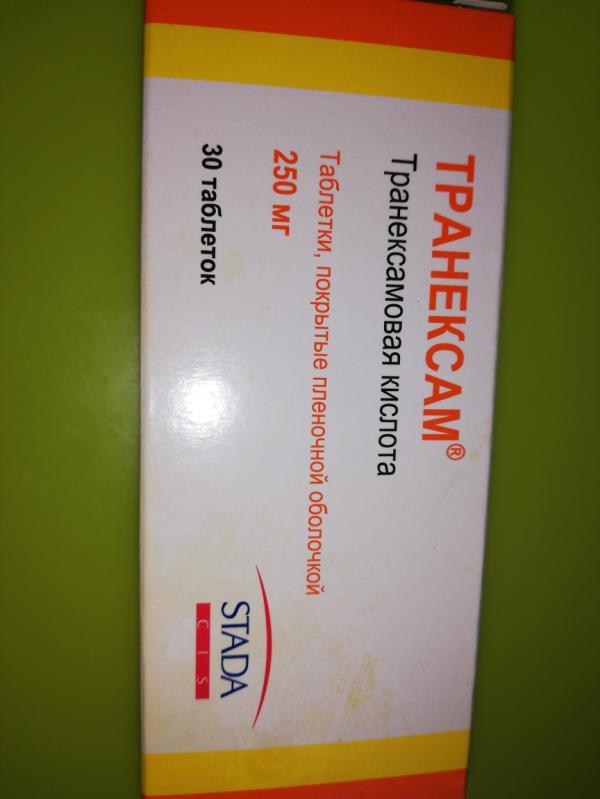 ТРАНЕКСАМ®
Транексамовая кислота
Таблетки, покрытые пленочной оболочкой
250 мг
30 таблеток
STADA
CIS